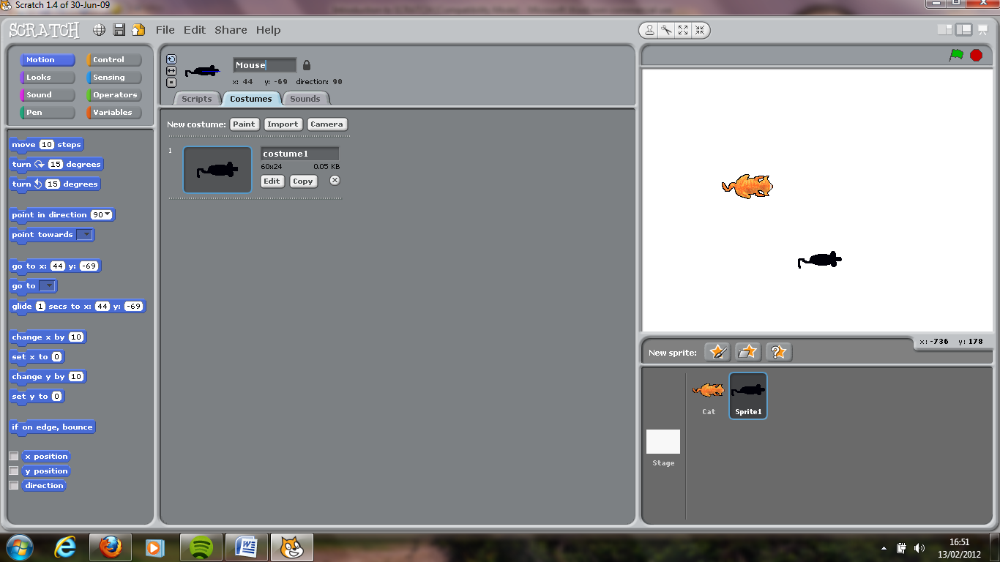 Scratch 1.4 of 30-Jun-09
SCRATCH
File Edit Share Help
Motion Control
Looks Sensing
Sound Operators
Pen Variables
move 10 steps
turn 15 degrees
turn 15 degrees
point in direction 90
point towards
go to x: 44 y: -69
go to
glide 1 secs to x: 44 y: -69
change x by 10
set x to 0
change y by 10
set y to 0
if on edge, bounce
x position
y position
direction
Mouse
x: 44 y: -69 direction: 90
Scripts Costumes Sounds
New costume: Paint Import Camera
1
costume1
60x24 0.05 KB
Edit Copy
x:-736 y: 178
New sprite:
Cat
Sprite1
Stage
16:51
13/02/2012